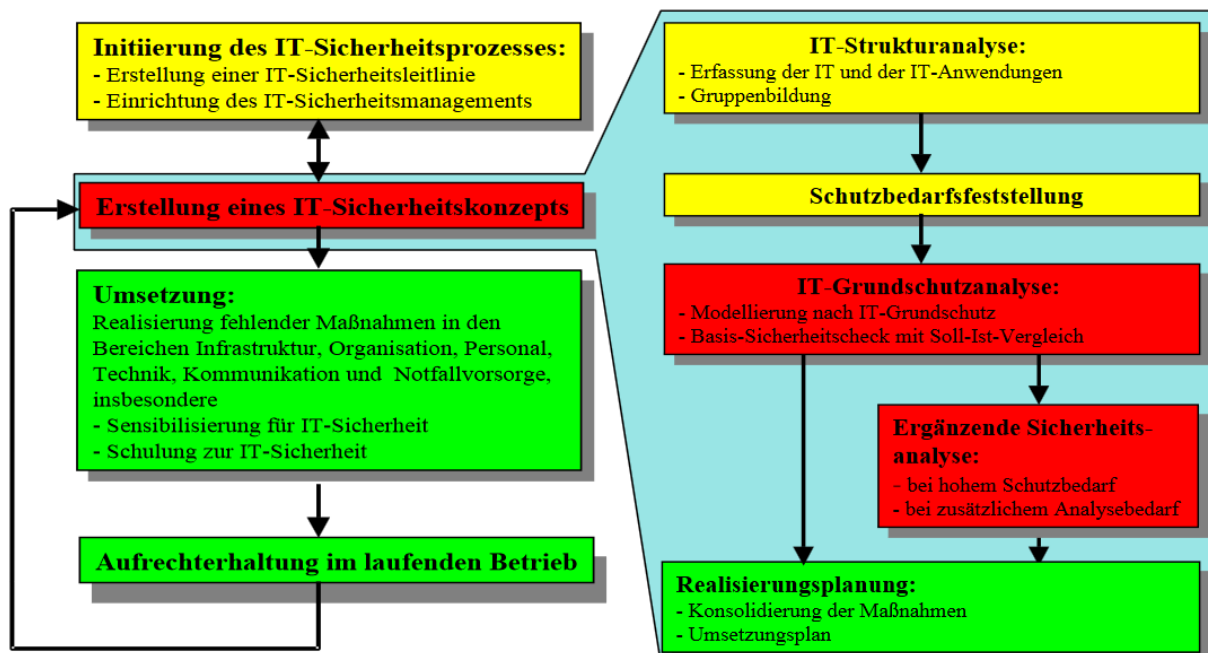 Initiierung des IT-Sicherheitsprozesses:
- Erstellung einer IT-Sicherheitsleitlinie
- Einrichtung des IT-Sicherheitsmanagements
Erstellung eines IT-Sicherheitskonzepts
Umsetzung:
Realisierung fehlender Maßnahmen in den
Bereichen Infrastruktur, Organisation, Personal,
Technik, Kommunikation und Notfallvorsorge,
insbesondere
- Sensibilisierung für IT-Sicherheit
- Schulung zur IT-Sicherheit
Aufrechterhaltung im laufenden Betrieb
IT-Strukturanalyse:
- Erfassung der IT und der IT-Anwendungen
- Gruppenbildung
Schutzbedarfsfeststellung
IT-Grundschutzanalyse:
- Modellierung nach IT-Grundschutz
- Basis-Sicherheitscheck mit Soll-Ist-Vergleich
Ergänzende Sicherheits-
analyse:
- bei hohem Schutzbedarf
- bei zusätzlichem Analysebedarf
Realisierungsplanung:
- Konsolidierung der Maßnahmen
- Umsetzungsplan